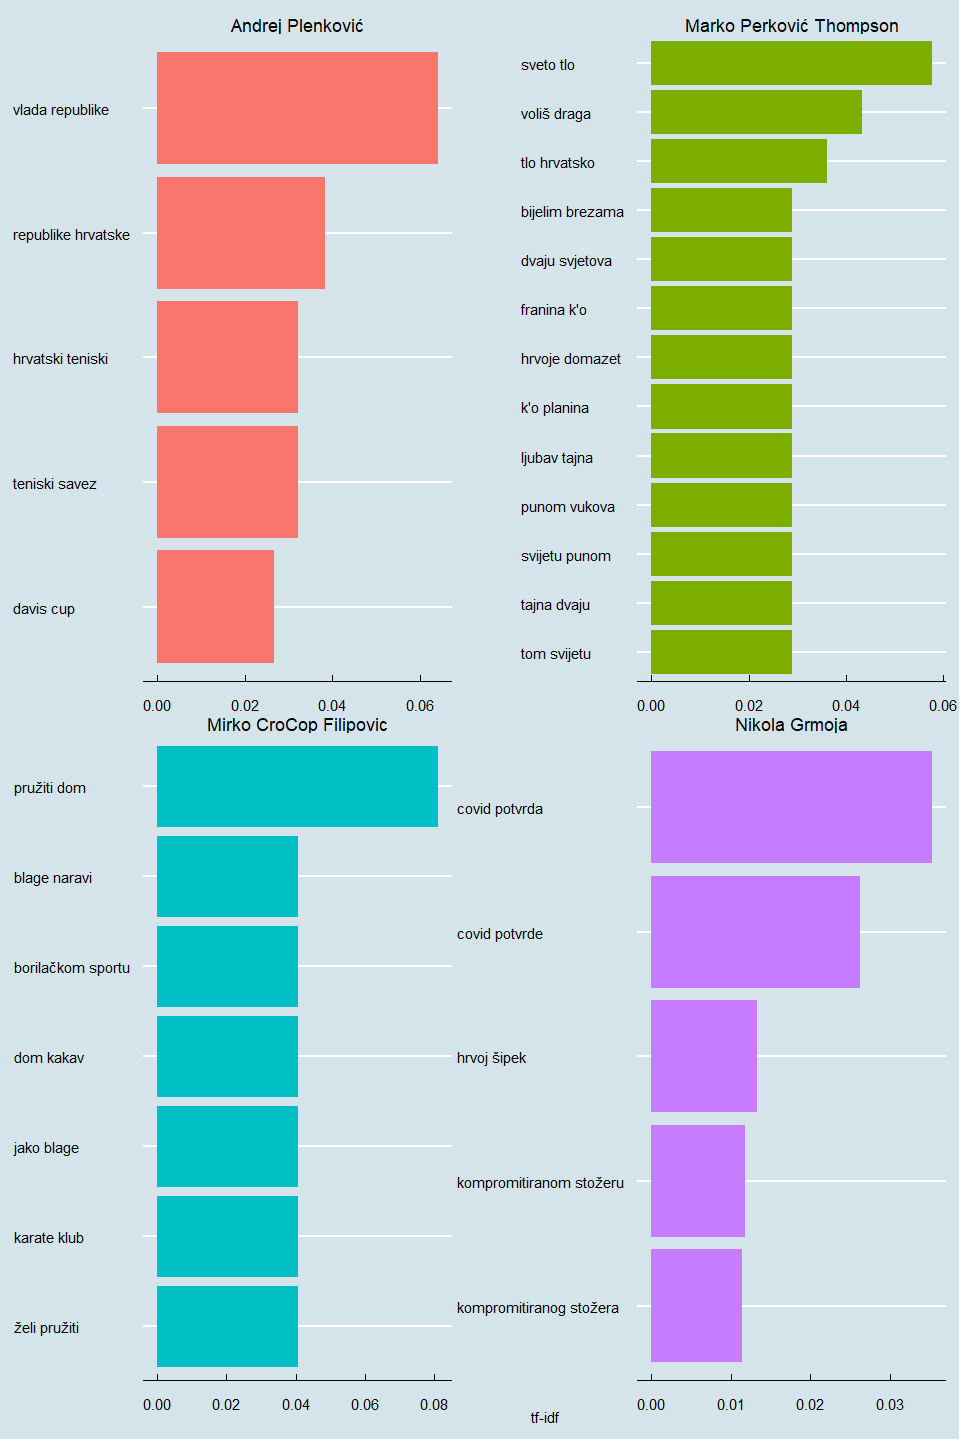 Andrej Plenković
vlada republike
republike hrvatske
hrvatski teniski
teniski savez
davis cup
0.00 0.02 0.04 0.06
Marko Perković Thompson
sveto tlo
voliš draga
tlo hrvatsko
bijelim brezama
dvaju svjetova
franina k'o
hrvoje domazet
k'o planina
ljubav tajna
punom vukova
svijetu punom
tajna dvaju
tom svijetu
0.00 0.02 0.04 0.06
Mirko CroCop Filipovic
pružiti dom
blage naravi
borilačkom sportu
dom kakav
jako blage
karate klub
želi pružiti
0.00 0.02 0.04 0.06 0.08
Nikola Grmoja
covid potvrda
covid potvrde
hrvoj šipek
kompromitiranom stožeru
kompromitiranog stožera
0.00 0.01 0.02 0.03
tf-idf